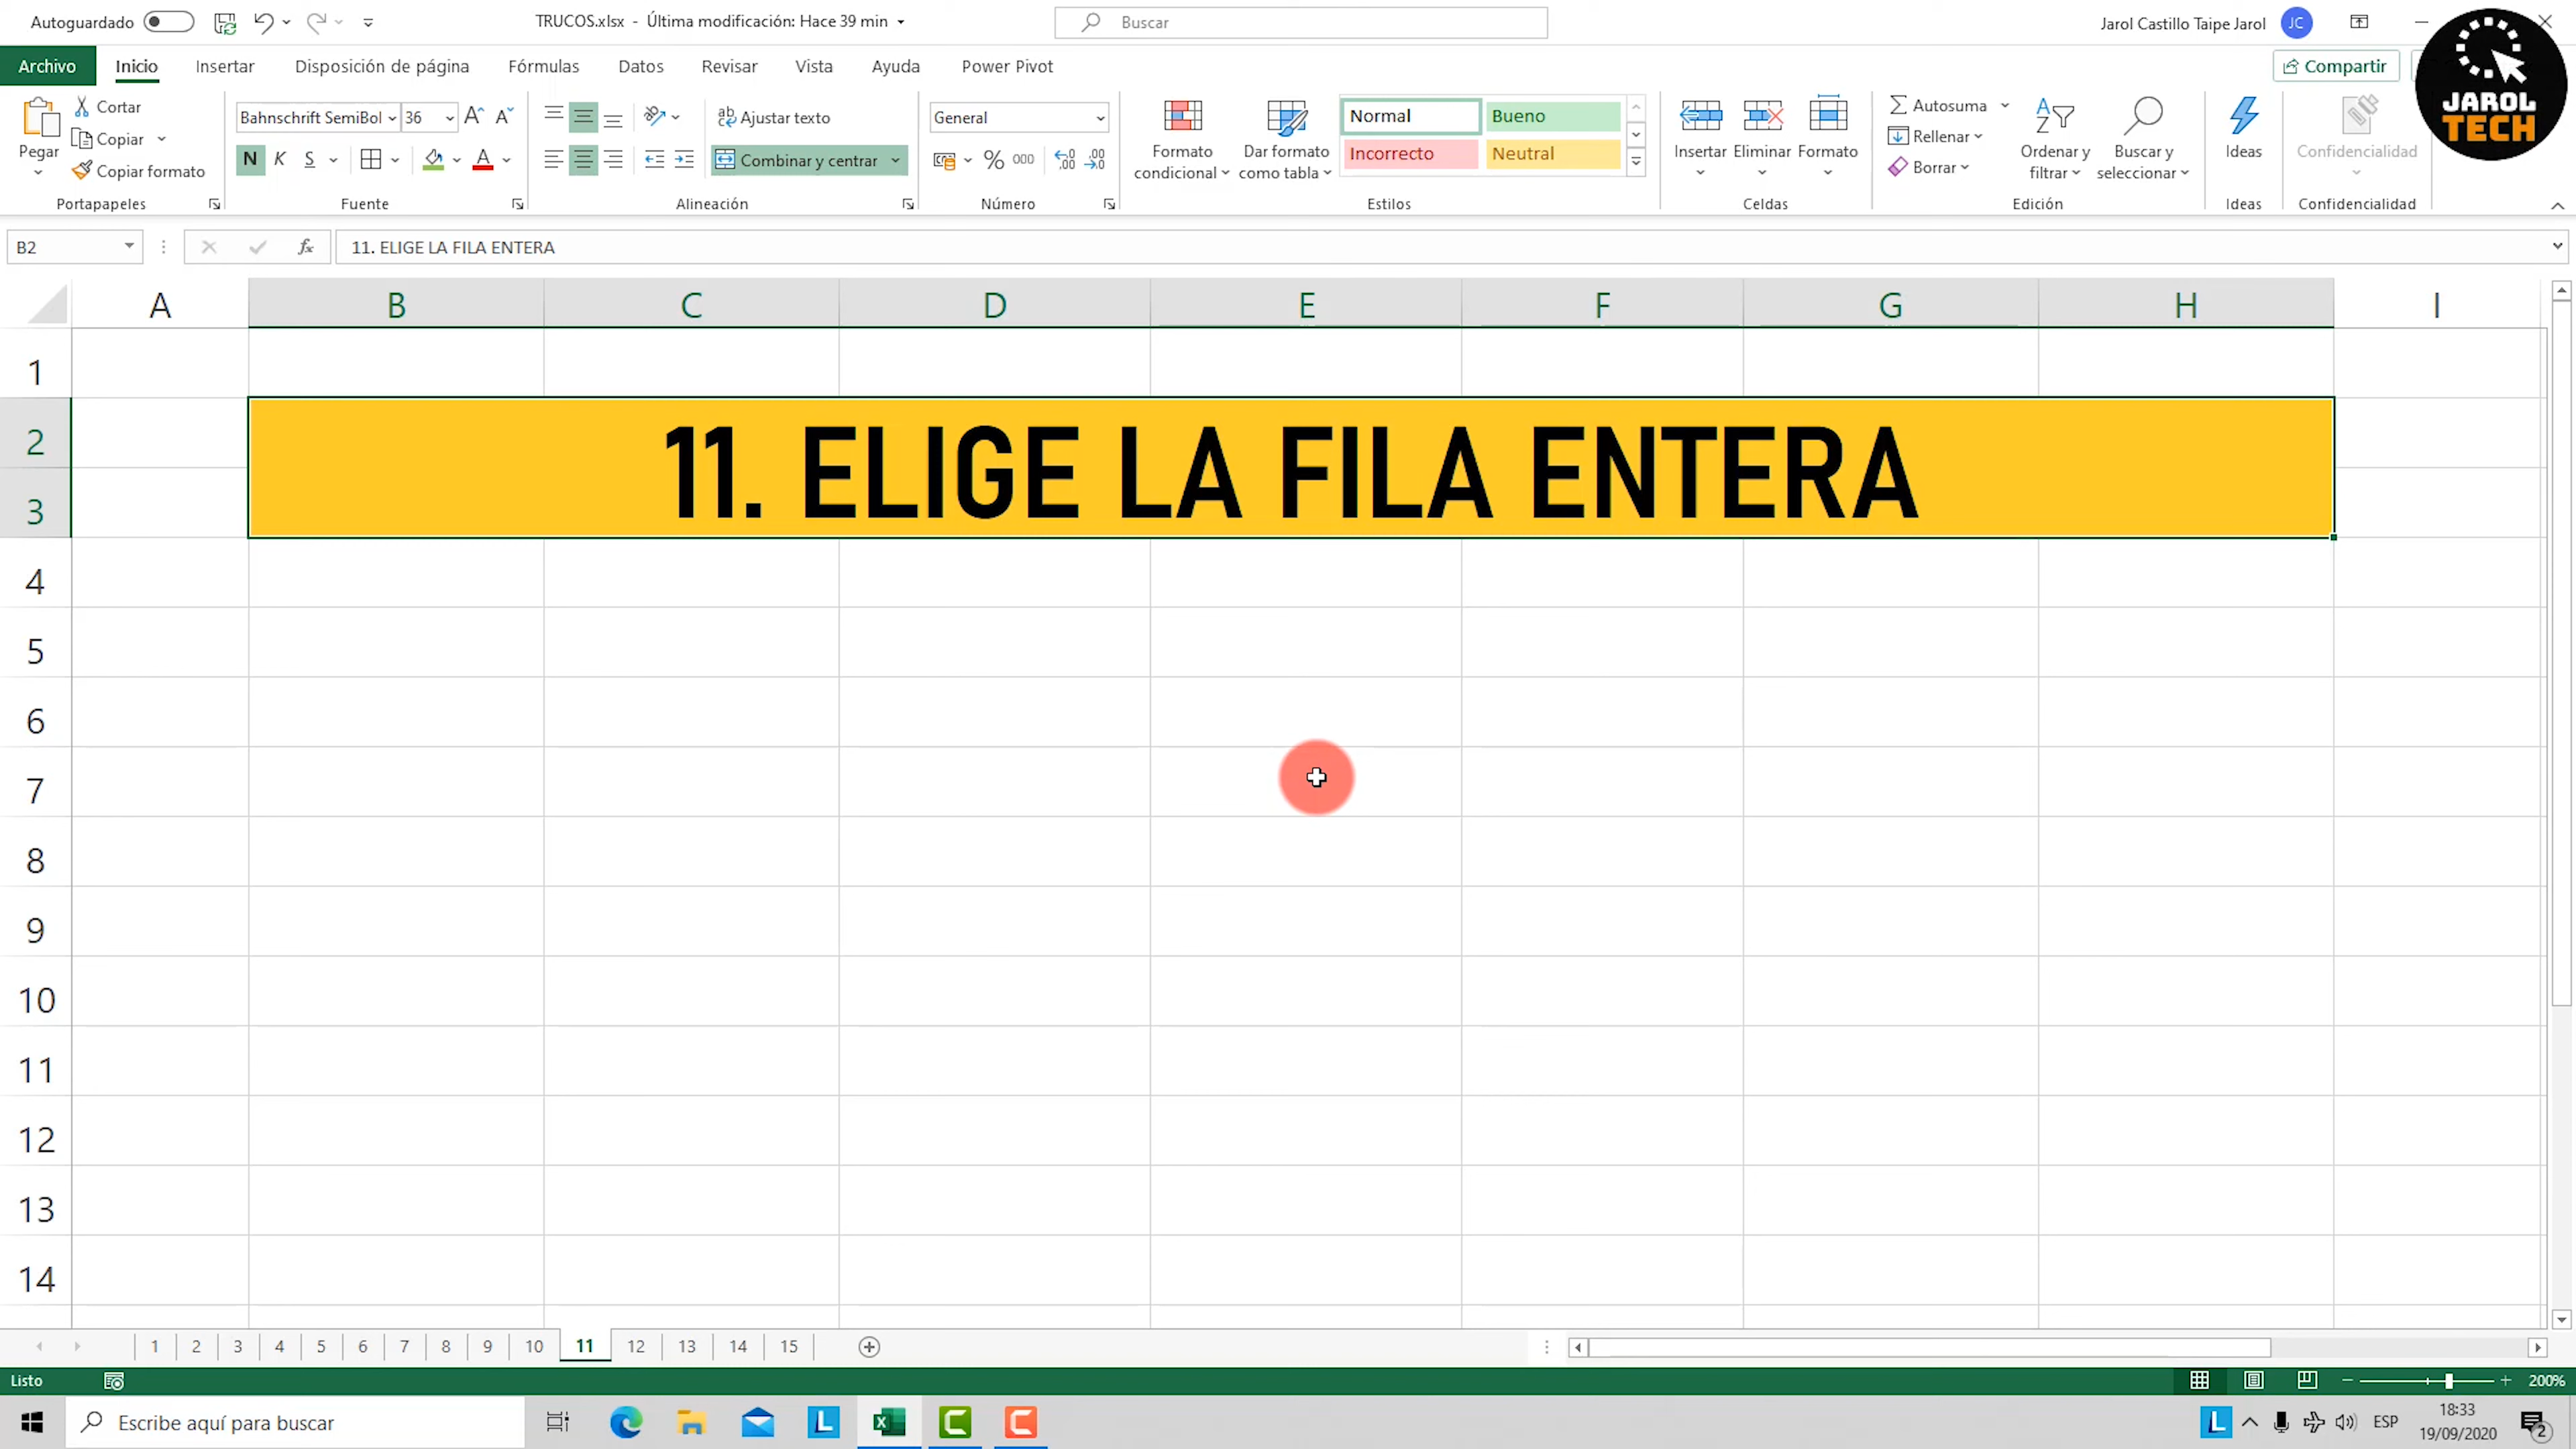 Autoguardado
TRUCOS.xlsx - Última modificación: Hace 39 min
Buscar
Jarol Castillo Taipe Jarol
JC
Archivo
Inicio
Insertar
Disposición de página
Fórmulas
Datos
Revisar
Vista
Ayuda
Power Pivot
Compartir
JAROL
TECH
Pegar
Cortar
Copiar
Copiar formato
Portapapeles
Bahnschrift SemiBol
36
N K S
Fuente
Ajustar texto
Combinar y centrar
Alineación
General
% 000
Número
Formato condicional
Dar formato como tabla
Normal
Bueno
Incorrecto
Neutral
Estilos
Insertar
Eliminar
Formato
Celdas
Autosuma
Rellenar
Borrar
Ordenar y filtrar
Buscar y seleccionar
Edición
Ideas
Ideas
Confidencialidad
Confidencialidad
B2
fx
11. ELIGE LA FILA ENTERA
A B C D E F G H I
1
2
3
11. ELIGE LA FILA ENTERA
4
5
6
7
8
9
10
11
12
13
14
1 2 3 4 5 6 7 8 9 10 11 12 13 14 15
Listo
200%
Escribe aquí para buscar
ESP
18:33
19/09/2020
2